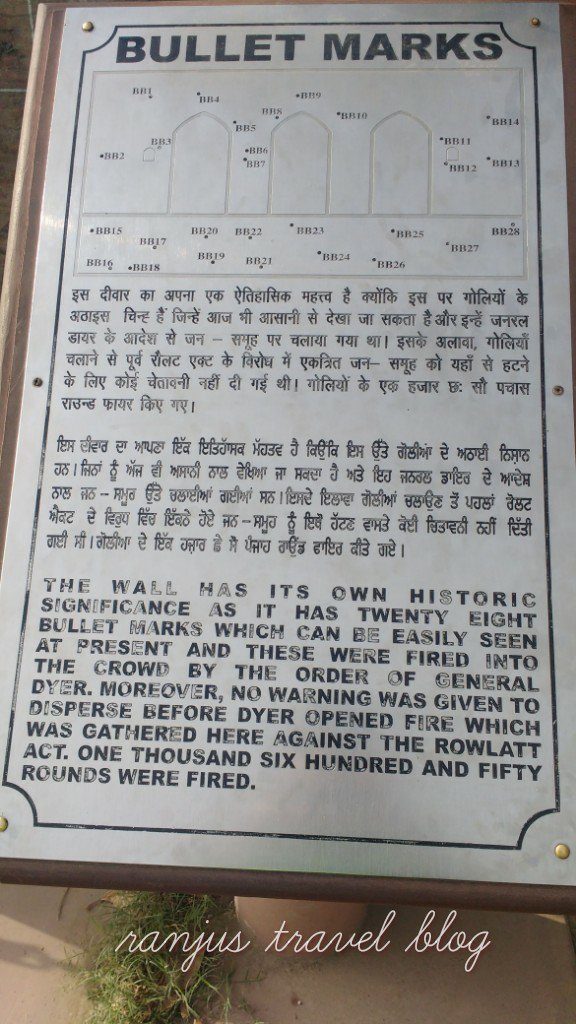 BULLET MARKS
BB1 BB4 BB9
BB8 BB10
BB5 BB14
BB3 BB6 BB11
BB2 BB7 BB12 BB13
BB15 BB20 BB22 BB23 BB25 BB28
BB17 BB27
BB16 BB18 BB19 BB21 BB24 BB26
इस दीवार का अपना एक ऐतिहासिक महत्त्व है क्योंकि इस पर गोलियों के
अठाइस चिन्ह हैं जिन्हें आज भी आसानी से देखा जा सकता है और इन्हें जनरल
डायर के आदेश से जन – समूह पर चलाया गया था। इसके अलावा, गोलियाँ
चलाने से पूर्व रौलट एक्ट के विरोध में एकत्रित जन– समूह को यहाँ से हटने
के लिए कोई चेतावनी नहीं दी गई थी। गोलियों के एक हजार छः सौ पचास
राउन्ड फायर किए गए।
ਇਸ ਦੀਵਾਰ ਦਾ ਆਪਣਾ ਇੱਕ ਇਤਿਹਾਸਕ ਮੱਹਤਵ ਹੈ ਕਿਉਂਕਿ ਇਸ ਉੱਤੇ ਗੋਲੀਆਂ ਦੇ ਅਠਾਈ ਨਿਸ਼ਾਨ
ਹਨ। ਜਿਨਾਂ ਨੂੰ ਅੱਜ ਵੀ ਅਸਾਨੀ ਨਾਲ ਵੇਖਿਆ ਜਾ ਸਕਦਾ ਹੈ ਅਤੇ ਇਹ ਜਨਰਲ ਡਾਇਰ ਦੇ ਆਦੇਸ਼
ਨਾਲ ਜਨ – ਸਮੂਹ ਉੱਤੇ ਚਲਾਈਆਂ ਗਈਆਂ ਸਨ। ਇਸਦੇ ਇਲਾਵਾ ਗੋਲੀਆਂ ਚਲਾਉਣ ਤੋਂ ਪਹਲਾਂ ਰੋਲਟ
ਐਕਟ ਦੇ ਵਿਰੁਧ ਵਿੱਚ ਇਕਠੇ ਹੋਏ ਜਨ – ਸਮੂਹ ਨੂੰ ਇਥੋ ਹੱਟਣ ਵਾਸਤੇ ਕੋਈ ਚਿਤਾਵਨੀ ਨਹੀਂ ਦਿੱਤੀ
ਗਈ ਸੀ। ਗੋਲੀਆ ਦੇ ਇੱਕ ਹਜ਼ਾਰ ਛੇ ਸੌ ਪੰਜਾਹ ਰਾਉਂਡ ਫਾਇਰ ਕੀਤੇ ਗਏ।
THE WALL HAS ITS OWN HISTORIC
SIGNIFICANCE AS IT HAS TWENTY EIGHT
BULLET MARKS WHICH CAN BE EASILY SEEN
AT PRESENT AND THESE WERE FIRED INTO
THE CROWD BY THE ORDER OF GENERAL
DYER. MOREOVER, NO WARNING WAS GIVEN TO
DISPERSE BEFORE DYER OPENED FIRE WHICH
WAS GATHERED HERE AGAINST THE ROWLATT
ACT. ONE THOUSAND SIX HUNDRED AND FIFTY
ROUNDS WERE FIRED.
ranjus travel blog